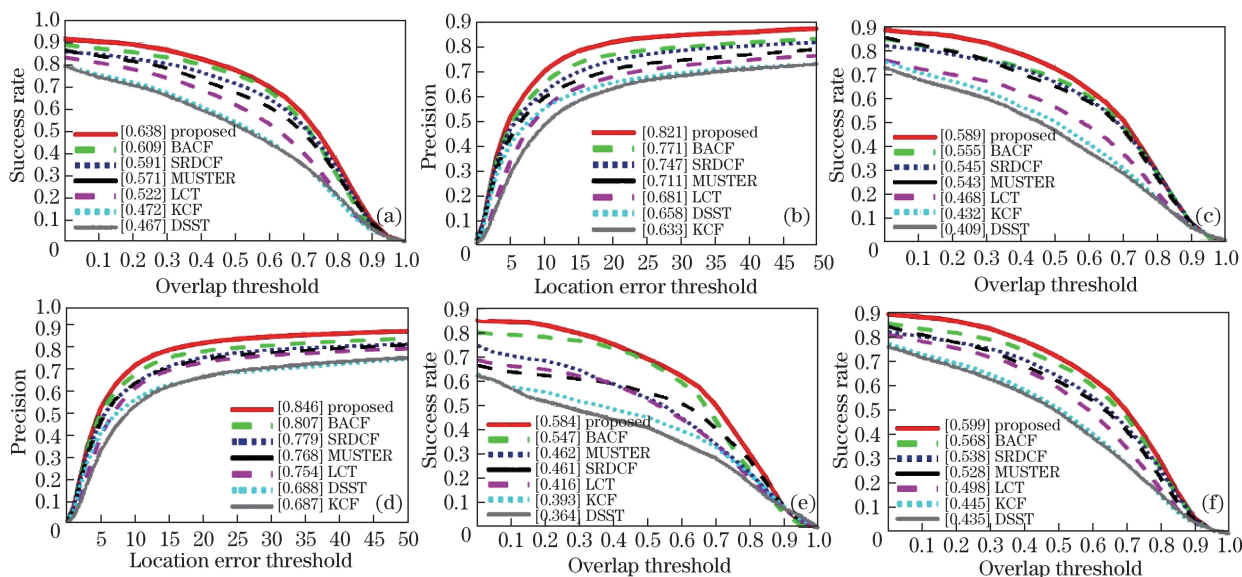 1.0
0.9
0.8
0.7
0.6
0.5
0.4
0.3
0.2
0.1
0
Success rate
[0.638] proposed
[0.609] BACF
[0.591] SRDCF
[0.571] MUSTER
[0.522] LCT
[0.472] KCF
[0.467] DSST
(a)
0.1 0.2 0.3 0.4 0.5 0.6 0.7 0.8 0.9 1.0
Overlap threshold
0.9
0.8
0.7
0.6
0.5
0.4
0.3
0.2
0.1
0
Precision
[0.821] proposed
[0.771] BACF
[0.747] SRDCF
[0.711] MUSTER
[0.681] LCT
[0.658] DSST
[0.633] KCF
(b)
5 10 15 20 25 30 35 40 45 50
Location error threshold
0.9
0.8
0.7
0.6
0.5
0.4
0.3
0.2
0.1
0
Success rate
[0.589] proposed
[0.555] BACF
[0.545] SRDCF
[0.543] MUSTER
[0.468] LCT
[0.432] KCF
[0.409] DSST
(c)
0.1 0.2 0.3 0.4 0.5 0.6 0.7 0.8 0.9 1.0
Overlap threshold
1.0
0.9
0.8
0.7
0.6
0.5
0.4
0.3
0.2
0.1
0
Precision
[0.846] proposed
[0.807] BACF
[0.779] SRDCF
[0.768] MUSTER
[0.754] LCT
[0.688] DSST
[0.687] KCF
(d)
5 10 15 20 25 30 35 40 45 50
Location error threshold
0.9
0.8
0.7
0.6
0.5
0.4
0.3
0.2
0.1
0
Success rate
[0.584] proposed
[0.547] BACF
[0.462] MUSTER
[0.461] SRDCF
[0.416] LCT
[0.393] KCF
[0.364] DSST
(e)
0.1 0.2 0.3 0.4 0.5 0.6 0.7 0.8 0.9 1.0
Overlap threshold
0.9
0.8
0.7
0.6
0.5
0.4
0.3
0.2
0.1
0
Success rate
[0.599] proposed
[0.568] BACF
[0.538] SRDCF
[0.528] MUSTER
[0.498] LCT
[0.445] KCF
[0.435] DSST
(f)
0.1 0.2 0.3 0.4 0.5 0.6 0.7 0.8 0.9 1.0
Overlap threshold